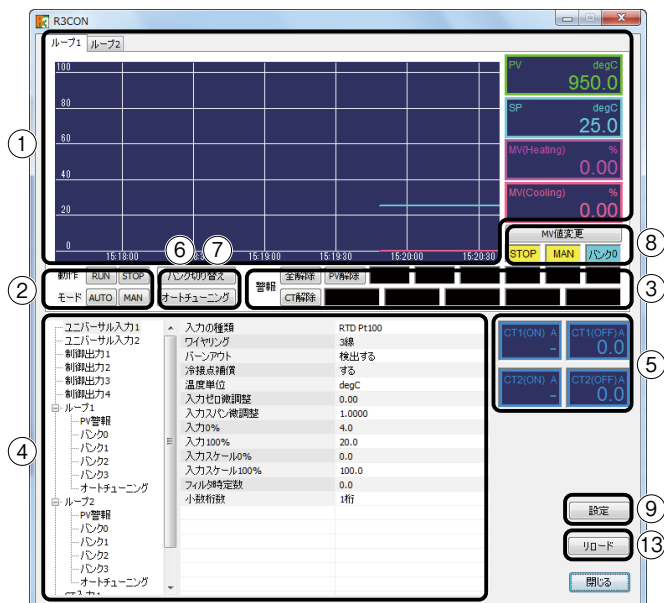 R3CON
ループ1 ループ2
100
80
60
40
20
0
15:18:00
15:19:00 15:19:30 15:20:00 15:20:30
PV degC
950.0
SP degC
25.0
MV(Heating) %
0.00
MV(Cooling) %
0.00
①
MV値変更
STOP MAN バンク0
⑧
⑥ ⑦
動作 RUN STOP バンク切り替え
モード AUTO MAN オートチューニング
②
警報 全解除 PV解除
CT解除
③
ユニバーサル入力1
ユニバーサル入力2
制御出力1
制御出力2
制御出力3
制御出力4
ループ1
PV警報
バンク0
バンク1
バンク2
バンク3
オートチューニング
ループ2
PV警報
バンク0
バンク1
バンク2
バンク3
オートチューニング
CT入力1
④
入力の種類 RTD Pt100
ワイヤリング 3線
バーンアウト 検出する
冷接点補償 する
温度単位 degC
入力ゼロ微調整 0.00
入力スパン微調整 1.0000
入力0% 4.0
入力100% 20.0
入力スケール0% 0.0
入力スケール100% 100.0
フィルタ時定数 0.0
小数桁数 1桁
CT1(ON) A
-
CT1(OFF) A
0.0
CT2(ON) A
-
CT2(OFF) A
0.0
⑤
設定
⑨
リロード
⑬
閉じる